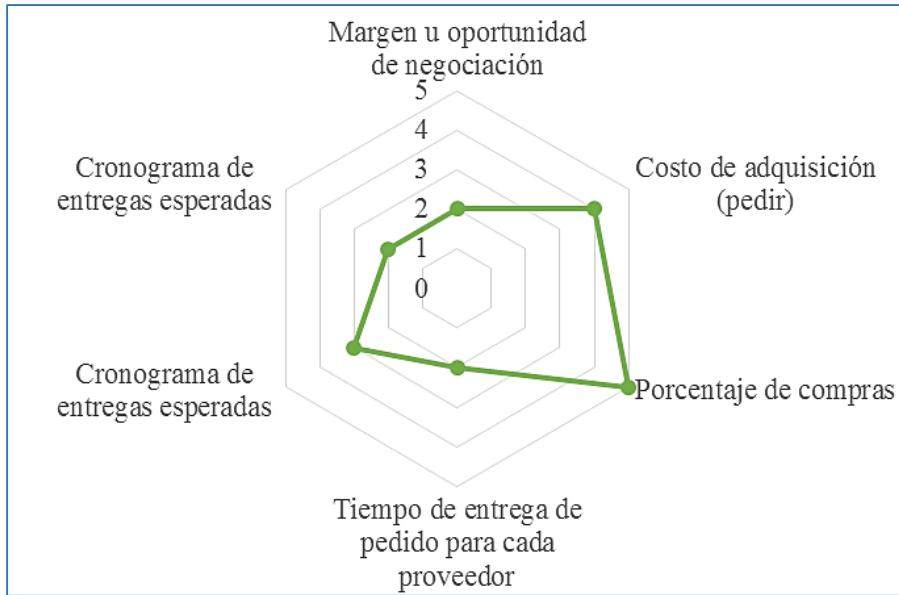 Margen u oportunidad
de negociación
5
4
3
2
1
0
Costo de adquisición
(pedir)
Porcentaje de compras
Tiempo de entrega de
pedido para cada
proveedor
Cronograma de
entregas esperadas
Cronograma de
entregas esperadas